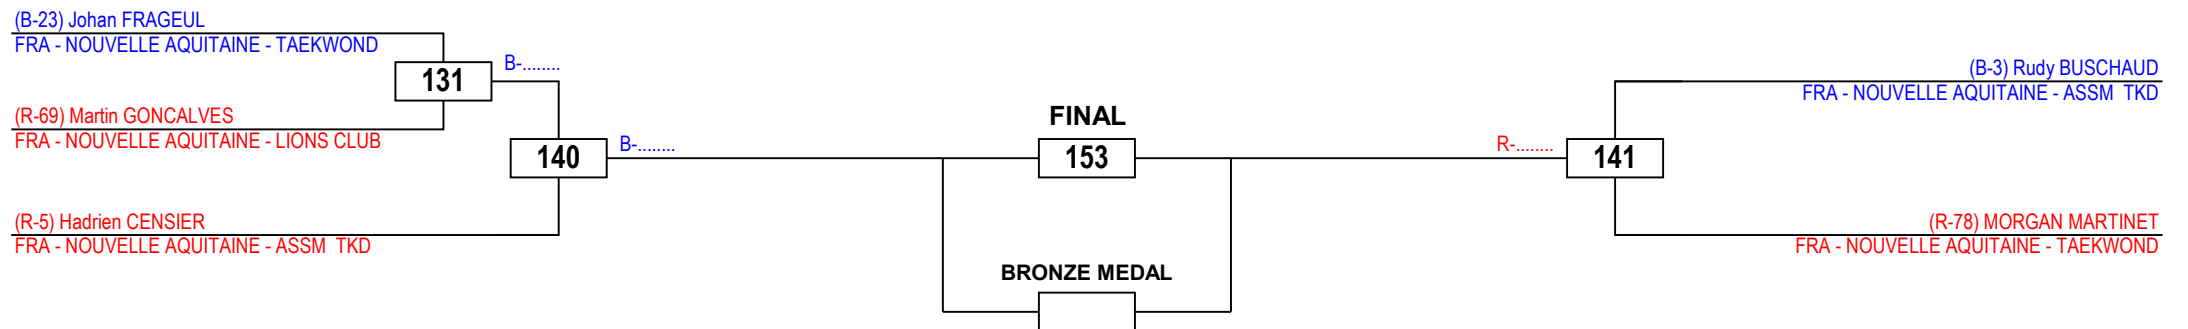 (B-23) Johan FRAGEUL
FRA - NOUVELLE AQUITAINE - TAEKWOND
131
B-........
(R-69) Martin GONCALVES
FRA - NOUVELLE AQUITAINE - LIONS CLUB
140
B-........
(R-5) Hadrien CENSIER
FRA - NOUVELLE AQUITAINE - ASSM TKD
FINAL
153
BRONZE MEDAL
R-........
141
(B-3) Rudy BUSCHAUD
FRA - NOUVELLE AQUITAINE - ASSM TKD
(R-78) MORGAN MARTINET
FRA - NOUVELLE AQUITAINE - TAEKWOND